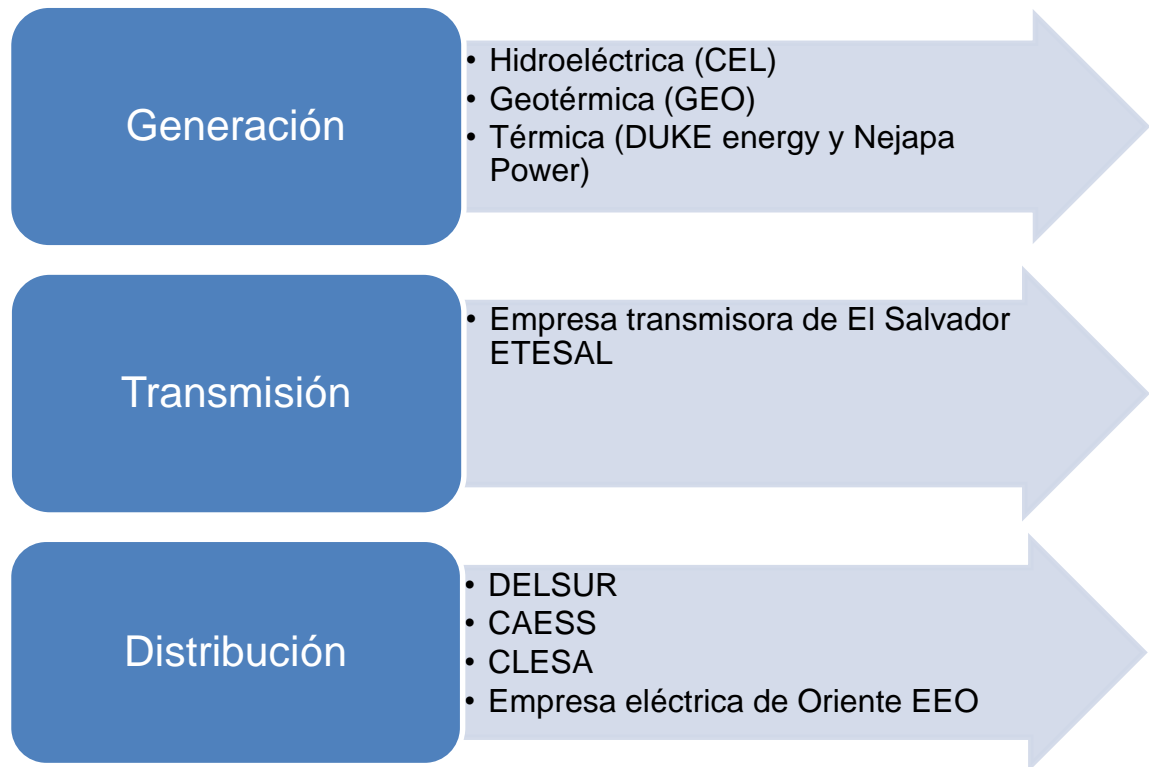 Generación
• Hidroeléctrica (CEL)
• Geotérmica (GEO)
• Térmica (DUKE energy y Nejapa
Power)
Transmisión
• Empresa transmisora de El Salvador
ETESAL
Distribución
• DELSUR
• CAESS
• CLESA
• Empresa eléctrica de Oriente EEO